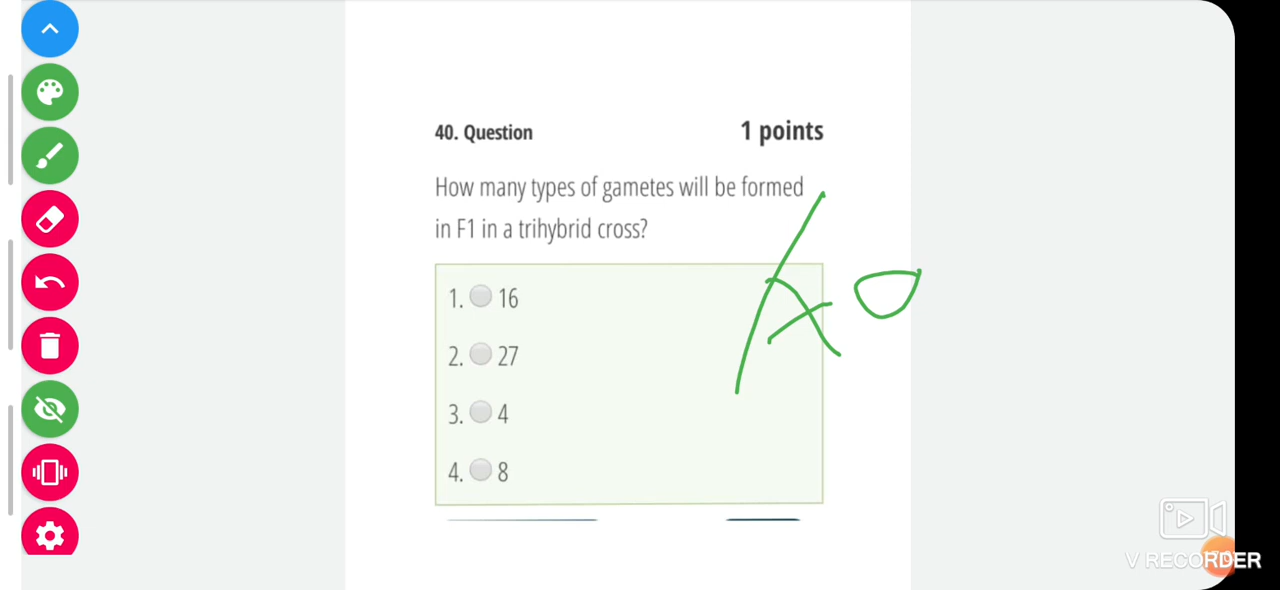 40. Question 1 points
How many types of gametes will be formed
in F1 in a trihybrid cross?
1. 16
2. 27
3. 4
4. 8
V RECORDER